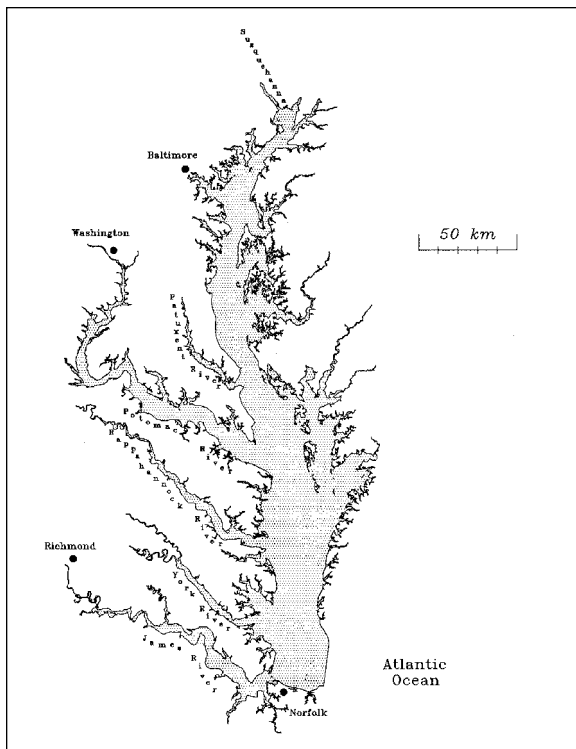 Susquehanna
Baltimore
Washington
50 km
Patuxent River
Potomac River
Rappahannock River
Richmond
York River
James River
Atlantic
Ocean
Norfolk